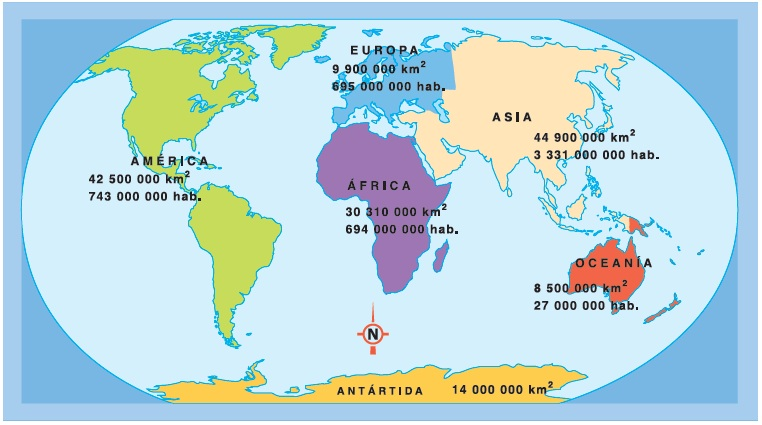 EUROPA
9 900 000 km²
695 000 000 hab.
ASIA
44 900 000 km²
3 331 000 000 hab.
AMÉRICA
42 500 000 km²
743 000 000 hab.
ÁFRICA
30 310 000 km²
694 000 000 hab.
OCEANÍA
8 500 000 km²
27 000 000 hab.
N
ANTÁRTIDA 14 000 000 km²